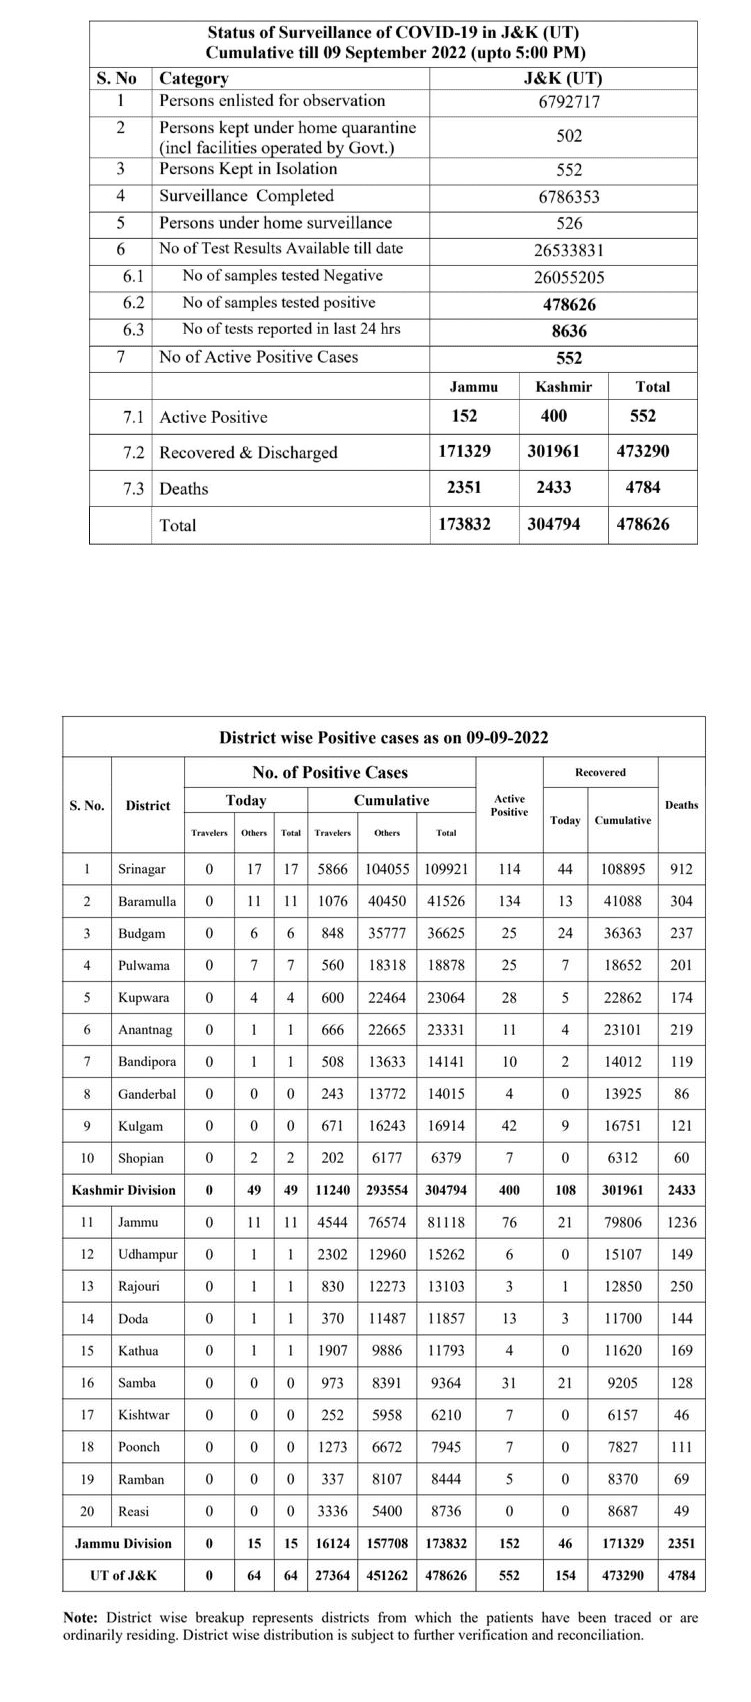 Status of Surveillance of COVID-19 in J&K (UT)
Cumulative till 09 September 2022 (upto 5:00 PM)
S. No Category J&K (UT)
1 Persons enlisted for observation 6792717
2 Persons kept under home quarantine
(incl facilities operated by Govt.) 502
3 Persons Kept in Isolation 552
4 Surveillance Completed 6786353
5 Persons under home surveillance 526
6 No of Test Results Available till date 26533831
6.1 No of samples tested Negative 26055205
6.2 No of samples tested positive 478626
6.3 No of tests reported in last 24 hrs 8636
7 No of Active Positive Cases 552
Jammu Kashmir Total
7.1 Active Positive 152 400 552
7.2 Recovered & Discharged 171329 301961 473290
7.3 Deaths 2351 2433 4784
Total 173832 304794 478626
District wise Positive cases as on 09-09-2022
S. No. District No. of Positive Cases Active Positive Recovered Deaths
Today Cumulative Today Cumulative
Travelers Others Total Travelers Others Total
1 Srinagar 0 17 17 5866 104055 109921 114 44 108895 912
2 Baramulla 0 11 11 1076 40450 41526 134 13 41088 304
3 Budgam 0 6 6 848 35777 36625 25 24 36363 237
4 Pulwama 0 7 7 560 18318 18878 25 7 18652 201
5 Kupwara 0 4 4 600 22464 23064 28 5 22862 174
6 Anantnag 0 1 1 666 22665 23331 11 4 23101 219
7 Bandipora 0 1 1 508 13633 14141 10 2 14012 119
8 Ganderbal 0 0 0 243 13772 14015 4 0 13925 86
9 Kulgam 0 0 0 671 16243 16914 42 9 16751 121
10 Shopian 0 2 2 202 6177 6379 7 0 6312 60
Kashmir Division 0 49 49 11240 293554 304794 400 108 301961 2433
11 Jammu 0 11 11 4544 76574 81118 76 21 79806 1236
12 Udhampur 0 1 1 2302 12960 15262 6 0 15107 149
13 Rajouri 0 1 1 830 12273 13103 3 1 12850 250
14 Doda 0 1 1 370 11487 11857 13 3 11700 144
15 Kathua 0 1 1 1907 9886 11793 4 0 11620 169
16 Samba 0 0 0 973 8391 9364 31 21 9205 128
17 Kishtwar 0 0 0 252 5958 6210 7 0 6157 46
18 Poonch 0 0 0 1273 6672 7945 7 0 7827 111
19 Ramban 0 0 0 337 8107 8444 5 0 8370 69
20 Reasi 0 0 0 3336 5400 8736 0 0 8687 49
Jammu Division 0 15 15 16124 157708 173832 152 46 171329 2351
UT of J&K 0 64 64 27364 451262 478626 552 154 473290 4784
Note: District wise breakup represents districts from which the patients have been traced or are
ordinarily residing. District wise distribution is subject to further verification and reconciliation.